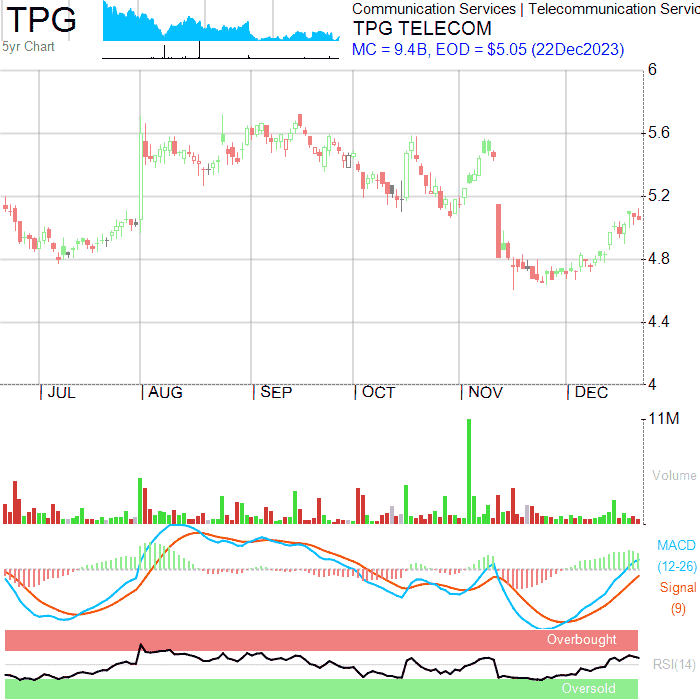 TPG
5yr Chart
Communication Services | Telecommunication Servic
TPG TELECOM
MC = 9.4B, EOD = $5.05 (22Dec2023)
6
5.6
5.2
4.8
4.4
4
JUL AUG SEP OCT NOV DEC
11M
Volume
MACD
(12-26)
Signal
(9)
Overbought
RSI(14)
Oversold